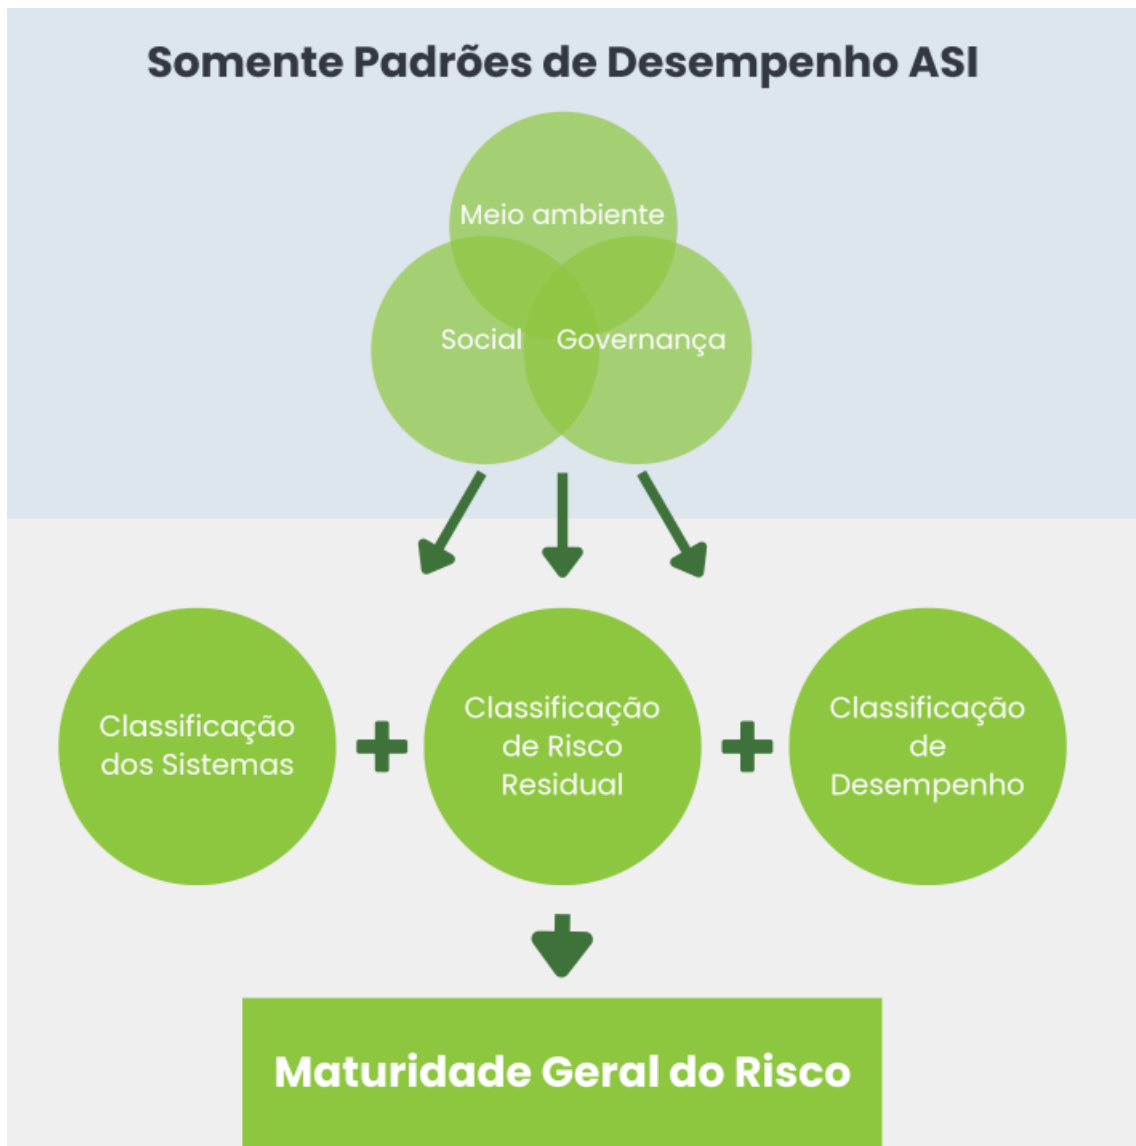 Somente Padrões de Desempenho ASI
Meio ambiente
Social
Governança
Classificação
dos Sistemas
Classificação
de Risco
Residual
Classificação
de
Desempenho
Maturidade Geral do Risco